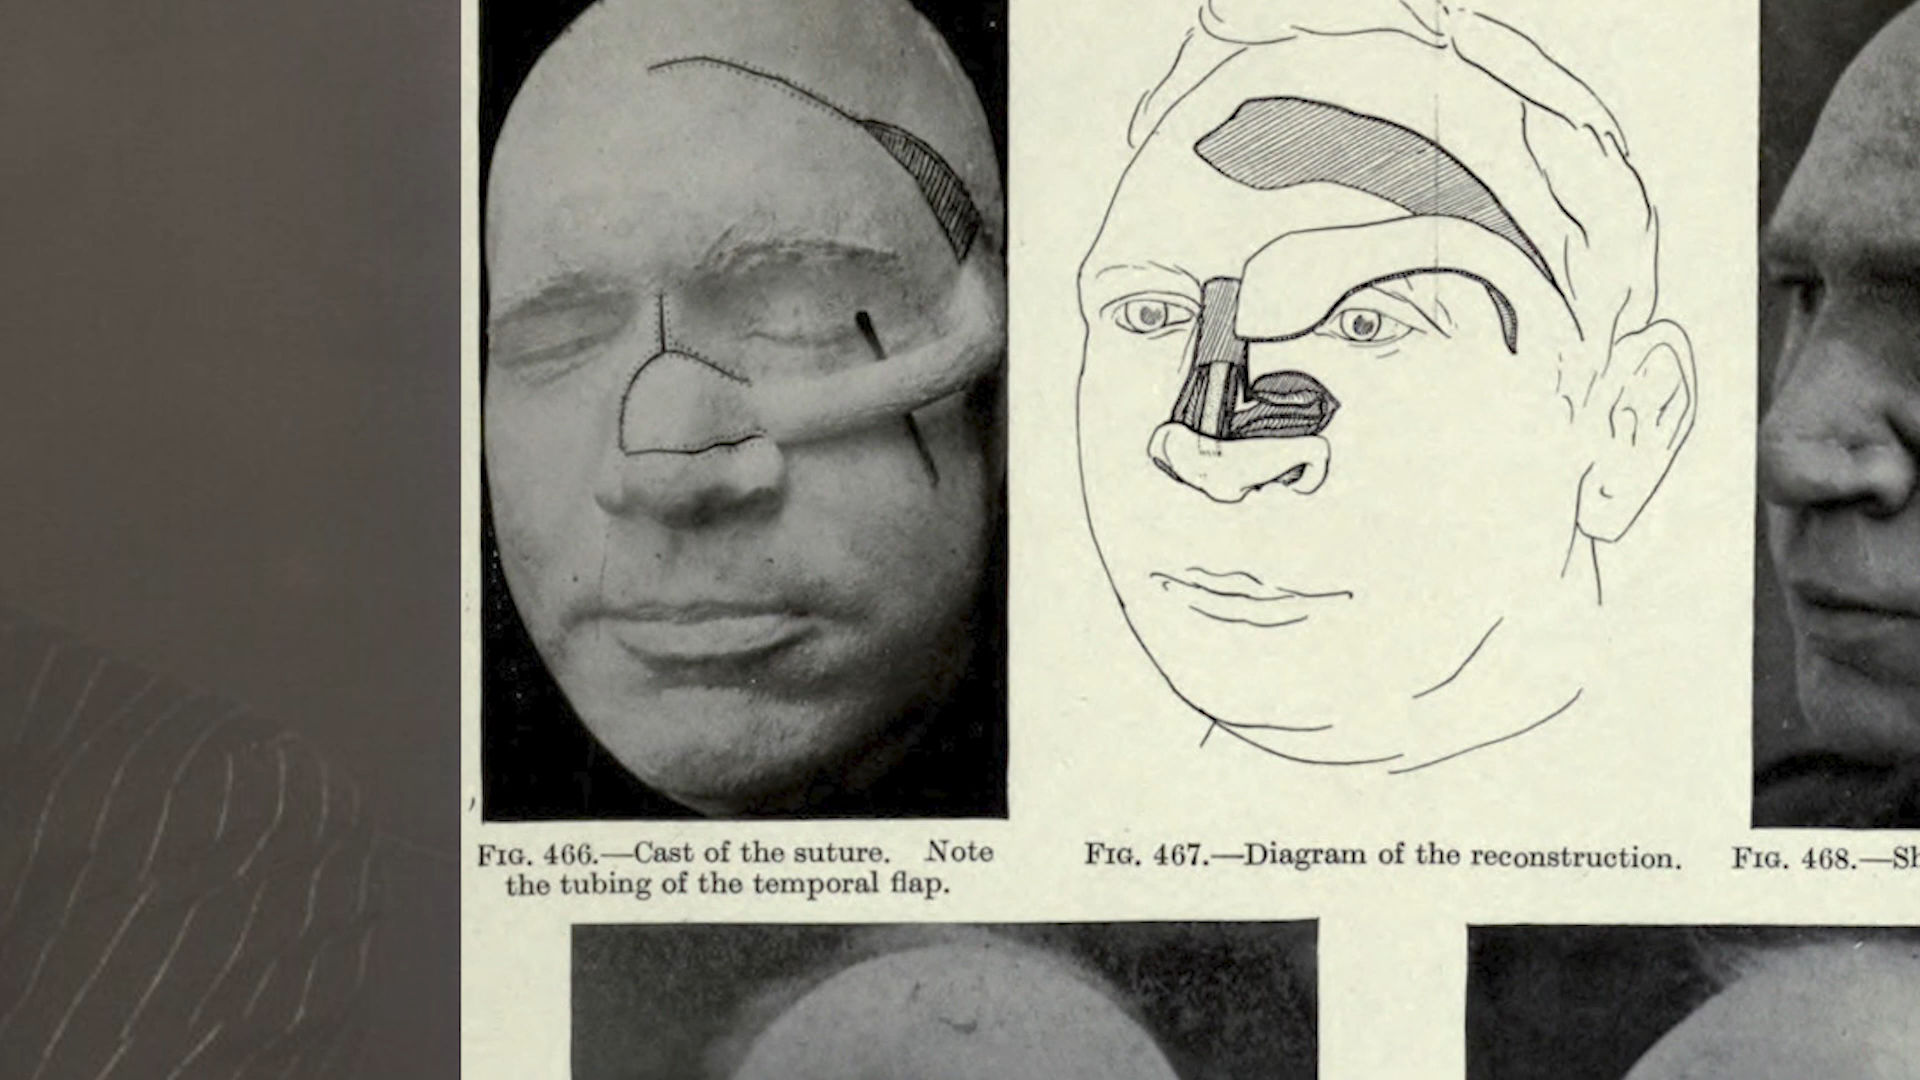 FIG. 466.—Cast of the suture. Note
the tubing of the temporal flap.
FIG. 467.—Diagram of the reconstruction.
FIG. 468.—Sh